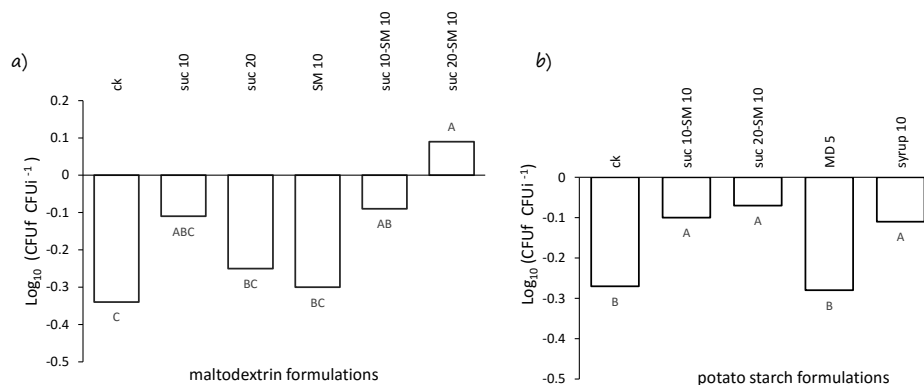 a)
ck
suc 10
suc 20
SM 10
suc 10-SM 10
suc 20-SM 10
Log10 (CFUf CFUi -1)
0.2
0.1
0
-0.1
-0.2
-0.3
-0.4
-0.5
C
ABC
BC
BC
AB
A
maltodextrin formulations
b)
ck
suc 10-SM 10
suc 20-SM 10
MD 5
syrup 10
Log10 (CFUf CFUi -1)
0
-0.1
-0.2
-0.3
-0.4
-0.5
B
A
A
B
A
potato starch formulations